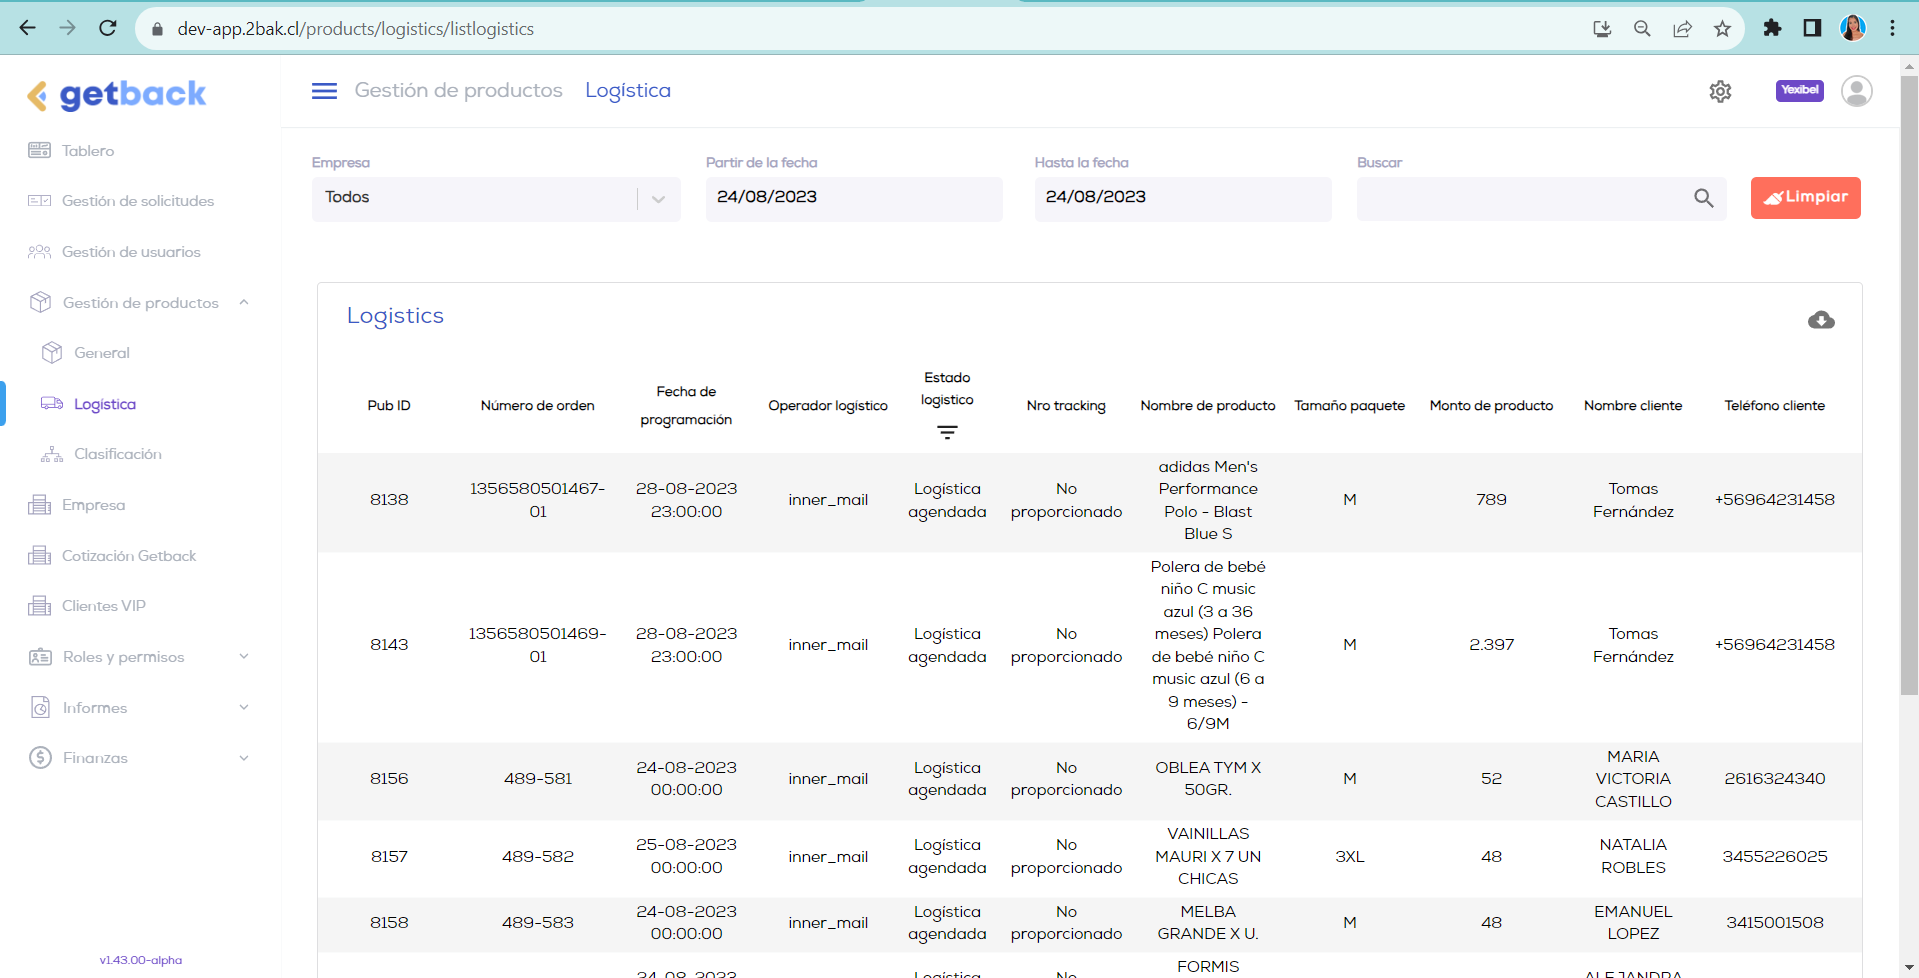 dev-app.2bak.cl/products/logistics/listlogistics
getback
Gestión de productos Logística
Yexibel
Tablero
Gestión de solicitudes
Gestión de usuarios
Gestión de productos
General
Logística
Clasificación
Empresa
Cotización Getback
Clientes VIP
Roles y permisos
Informes
Finanzas
v1.43.00-alpha
Empresa
Todos
Partir de la fecha
24/08/2023
Hasta la fecha
24/08/2023
Buscar
Limpiar
Logistics
Pub ID
Número de orden
Fecha de
programación
Operador logístico
Estado
logistico
Nro tracking
Nombre de producto
Tamaño paquete
Monto de producto
Nombre cliente
Teléfono cliente
8138
1356580501467-
01
28-08-2023
23:00:00
inner_mail
Logística
agendada
No
proporcionado
adidas Men's
Performance
Polo - Blast
Blue S
M
789
Tomas
Fernández
+56964231458
8143
1356580501469-
01
28-08-2023
23:00:00
inner_mail
Logística
agendada
No
proporcionado
Polera de bebé
niño C music
azul (3 a 36
meses) Polera
de bebé niño C
music azul (6 a
9 meses) -
6/9M
M
2.397
Tomas
Fernández
+56964231458
8156
489-581
24-08-2023
00:00:00
inner_mail
Logística
agendada
No
proporcionado
OBLEA TYM X
50GR.
M
52
MARIA
VICTORIA
CASTILLO
2616324340
8157
489-582
25-08-2023
00:00:00
inner_mail
Logística
agendada
No
proporcionado
VAINILLAS
MAURI X 7 UN
CHICAS
3XL
48
NATALIA
ROBLES
3455226025
8158
489-583
24-08-2023
00:00:00
inner_mail
Logística
agendada
No
proporcionado
MELBA
GRANDE X U.
M
48
EMANUEL
LOPEZ
3415001508
24-08-2023
Logística
No
FORMIS
ALEJANDRA